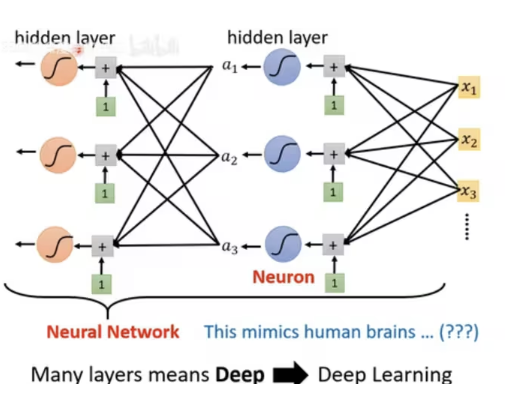 hidden layer hidden layer
+ a1 + x1
1 1
+ a2 + x2
1 1
x3
+ a3 +
Neuron
1 1
Neural Network This mimics human brains ... (???)
Many layers means Deep Deep Learning